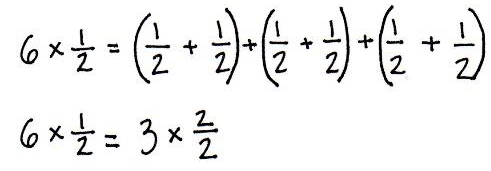 6 × 1/2 = (1/2 + 1/2) + (1/2 + 1/2) + (1/2 + 1/2)
6 × 1/2 = 3 × 2/2